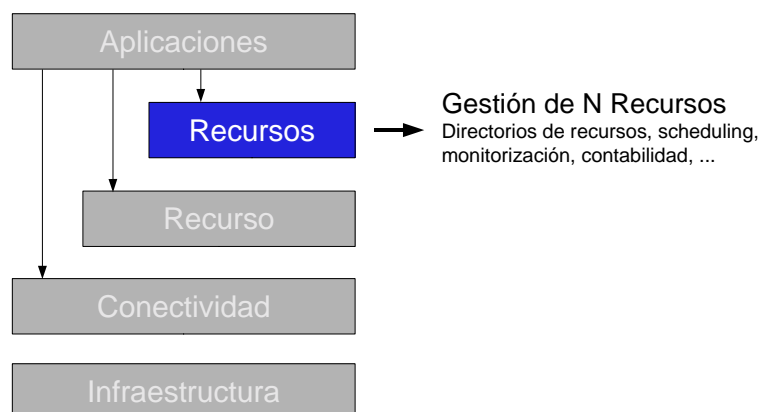 Aplicaciones
Recursos
Gestión de N Recursos
Directorios de recursos, scheduling,
monitorización, contabilidad, ...
Recurso
Conectividad
Infraestructura